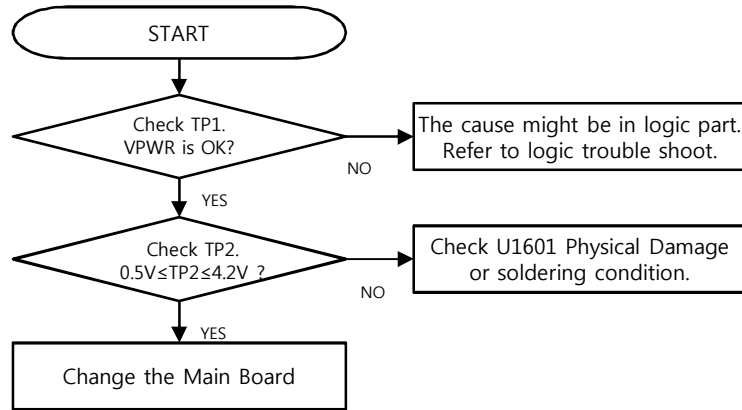 START
Check TP1.
VPWR is OK?
The cause might be in logic part.
Refer to logic trouble shoot.
NO
YES
Check TP2.
0.5V≤TP2≤4.2V ?
Check U1601 Physical Damage
or soldering condition.
NO
YES
Change the Main Board